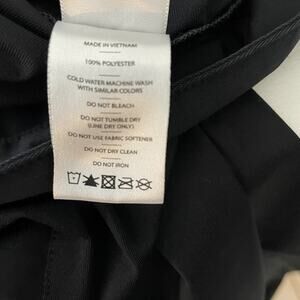 MADE IN VIETNAM
100% POLYESTER
COLD WATER MACHINE WASH
WITH SIMILAR COLORS
DO NOT BLEACH
DO NOT TUMBLE DRY
(LINE DRY ONLY)
DO NOT USE FABRIC SOFTENER
DO NOT DRY CLEAN
DO NOT IRON